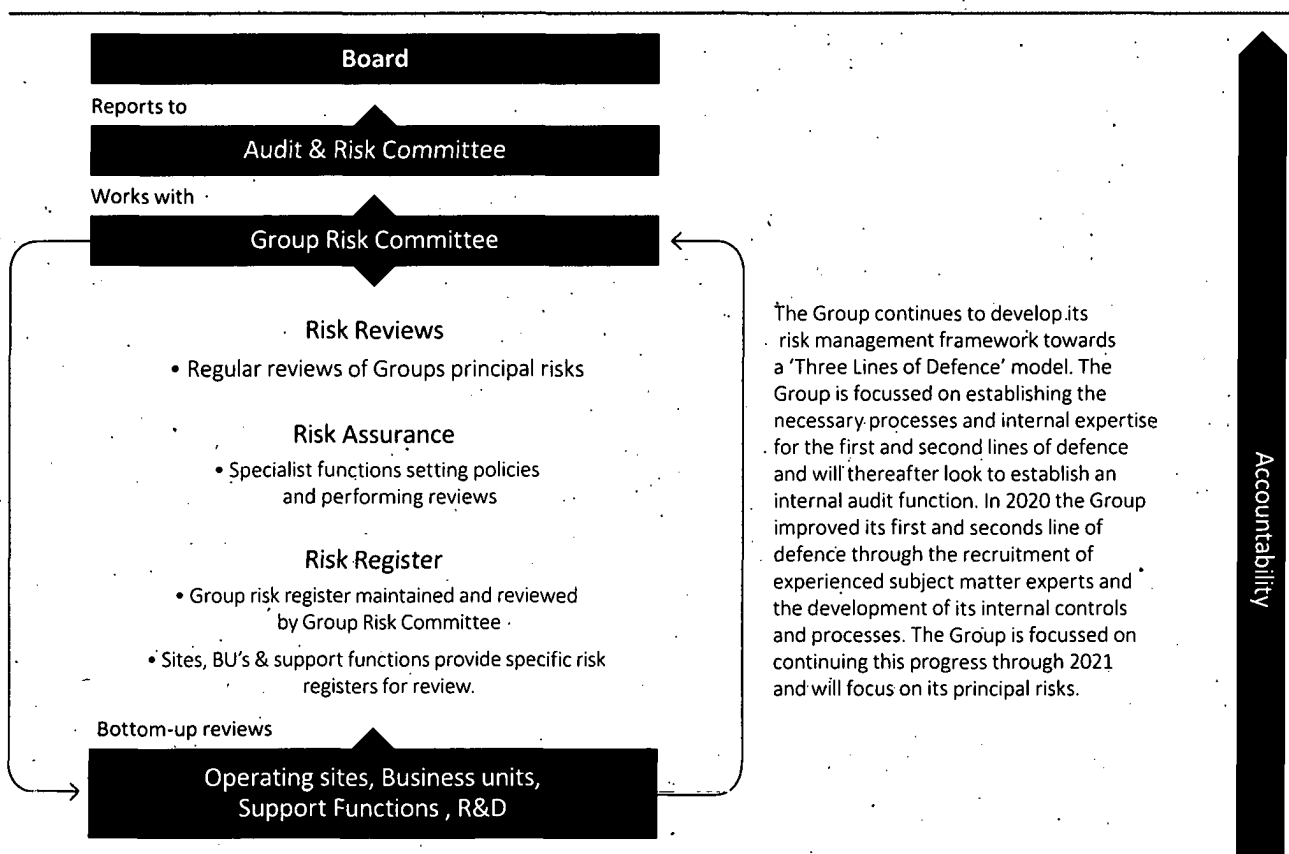 Board
Reports to
Audit & Risk Committee
Works with
Group Risk Committee
Risk Reviews
• Regular reviews of Groups principal risks
Risk Assurance
• Specialist functions setting policies
and performing reviews
Risk Register
• Group risk register maintained and reviewed
by Group Risk Committee
• Sites, BU's & support functions provide specific risk
registers for review.
Bottom-up reviews
Operating sites, Business units,
Support Functions , R&D
The Group continues to develop its
risk management framework towards
a 'Three Lines of Defence' model. The
Group is focussed on establishing the
necessary processes and internal expertise
for the first and second lines of defence
and will thereafter look to establish an
internal audit function. In 2020 the Group
improved its first and seconds line of
defence through the recruitment of
experienced subject matter experts and
the development of its internal controls
and processes. The Group is focussed on
continuing this progress through 2021
and will focus on its principal risks.
Accountability